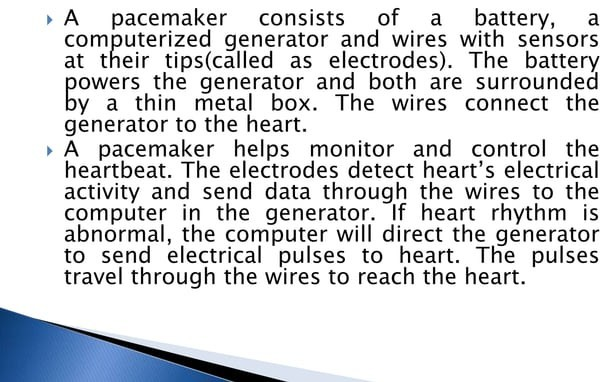 A pacemaker consists of a battery, a
computerized generator and wires with sensors
at their tips(called as electrodes). The battery
powers the generator and both are surrounded
by a thin metal box. The wires connect the
generator to the heart.
A pacemaker helps monitor and control the
heartbeat. The electrodes detect heart’s electrical
activity and send data through the wires to the
computer in the generator. If heart rhythm is
abnormal, the computer will direct the generator
to send electrical pulses to heart. The pulses
travel through the wires to reach the heart.